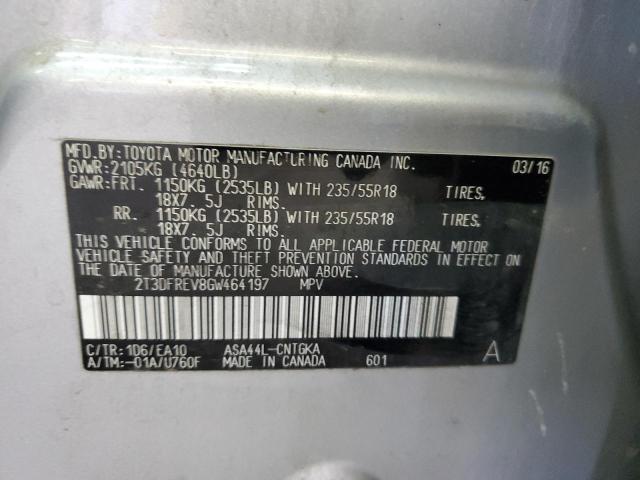 MFD.BY:TOYOTA MOTOR MANUFACTURING CANADA INC. 03/16
GVWR:2105KG (4640LB)
GAWR:FRT. 1150KG (2535LB) WITH 235/55R18 TIRES,
18X7. 5J RIMS.
RR. 1150KG (2535LB) WITH 235/55R18 TIRES,
18X7. 5J RIMS.
THIS VEHICLE CONFORMS TO ALL APPLICABLE FEDERAL MOTOR
VEHICLE SAFETY AND THEFT PREVENTION STANDARDS IN EFFECT ON
THE DATE OF MANUFACTURE SHOWN ABOVE.
2T3DFREV8GW464197 MPV
C/TR:1D6/EA10 ASA44L-CNTGKA A
A/TM:-01A/U760F MADE IN CANADA 601